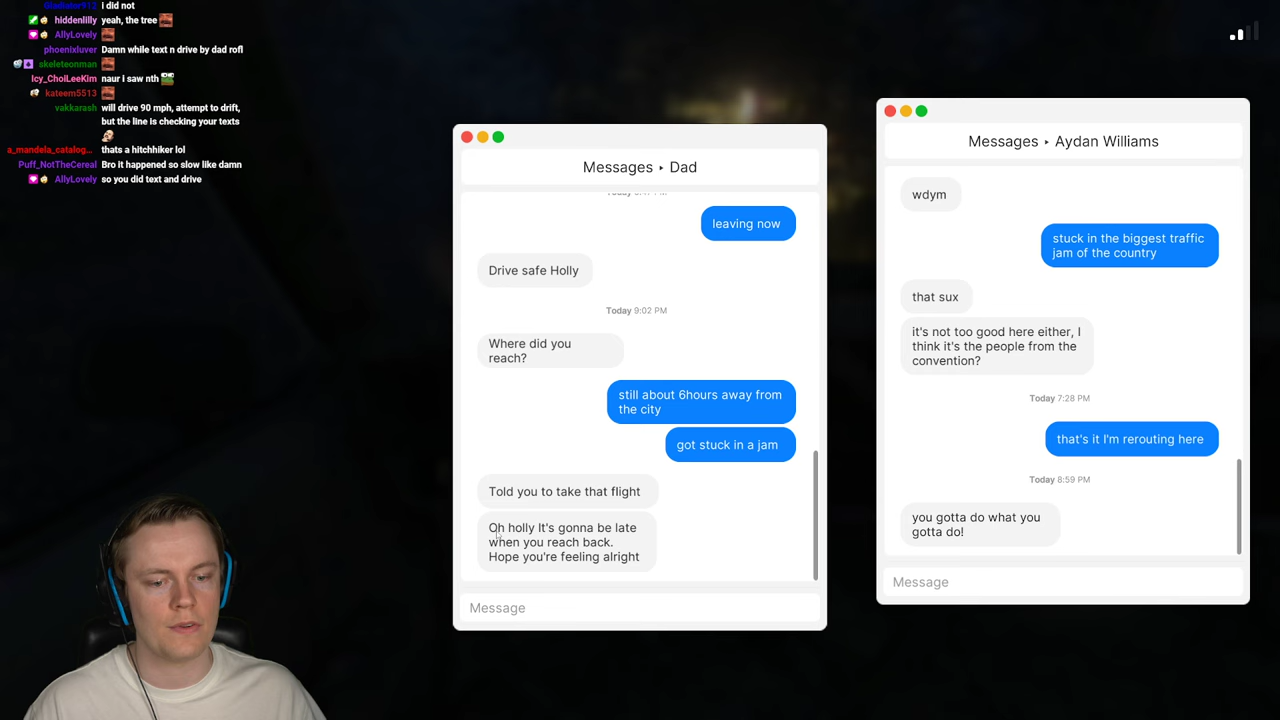 Gladiator912 i did not
hiddenlilly yeah, the tree
AllyLovely
phoenixluver Damn while text n drive by dad rofl
skeleteonman
Icy_ChoiLeeKim naur i saw nth
kateem5513
vakkarash will drive 90 mph, attempt to drift,
but the line is checking your texts
a_mandela_catalog... thats a hitchhiker lol
Puff_NotTheCereal Bro it happened so slow like damn
AllyLovely so you did text and drive
Messages ‣ Dad
leaving now
Drive safe Holly
Today 9:02 PM
Where did you
reach?
still about 6hours away from
the city
got stuck in a jam
Told you to take that flight
Oh holly It's gonna be late
when you reach back.
Hope you're feeling alright
Message
Messages ‣ Aydan Williams
wdym
stuck in the biggest traffic
jam of the country
that sux
it's not too good here either, I
think it's the people from the
convention?
Today 7:28 PM
that's it I'm rerouting here
Today 8:59 PM
you gotta do what you
gotta do!
Message